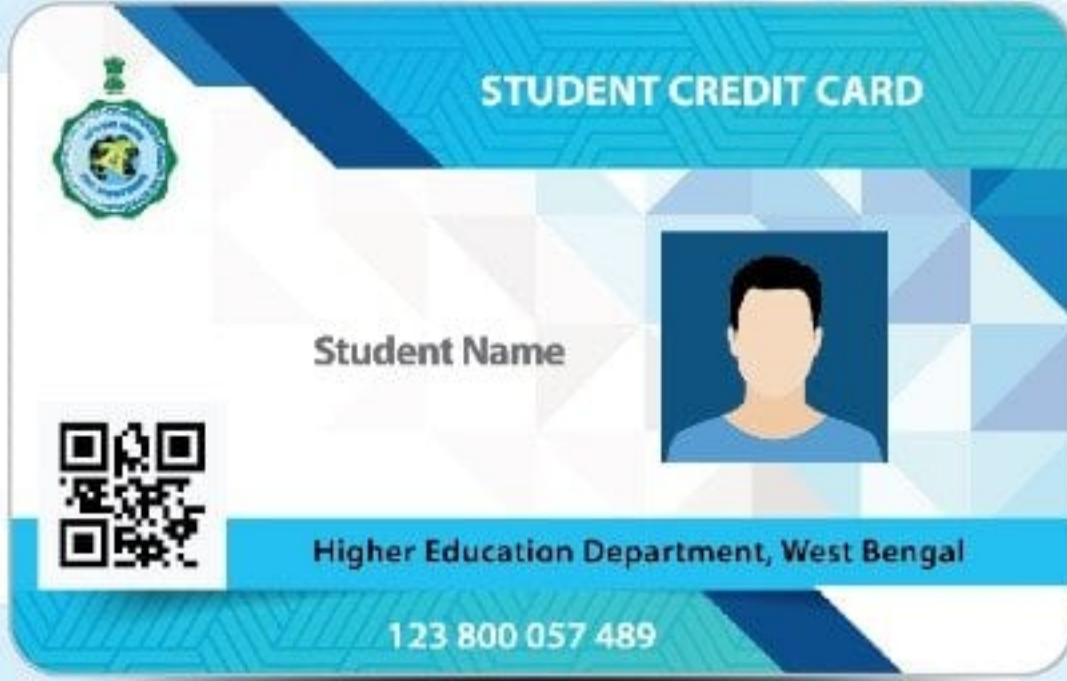 STUDENT CREDIT CARD
Student Name
Higher Education Department, West Bengal
123 800 057 489